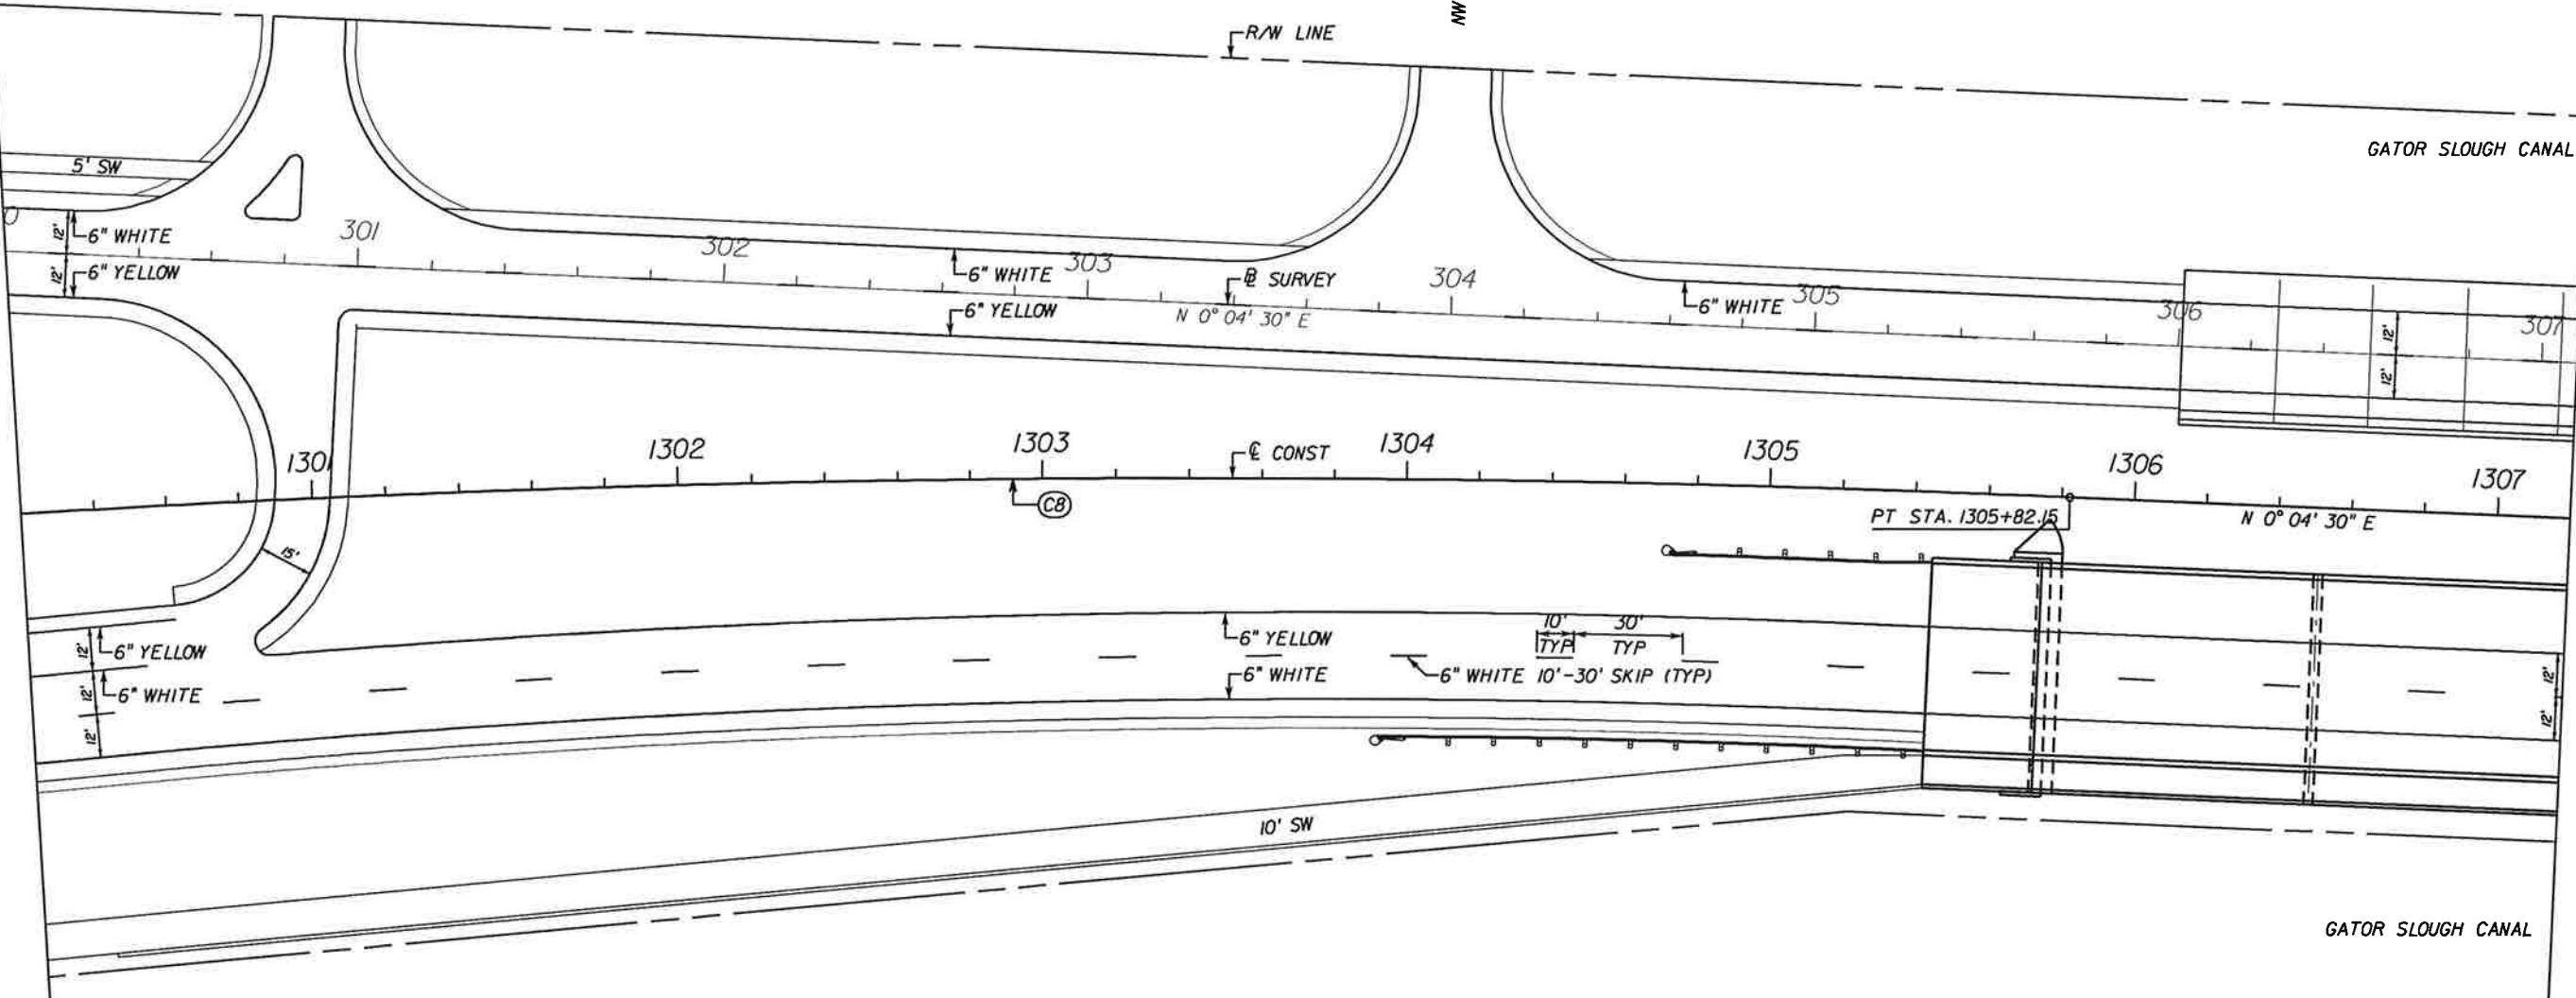 NW
R/W LINE
GATOR SLOUGH CANAL
5' SW
12'
6" WHITE
301
302
303
304
305
306
307
12'
6" YELLOW
6" WHITE
℄ SURVEY
6" WHITE
6" YELLOW
N 0° 04' 30" E
12'
12'
1301
1302
1303
℄ CONST
1304
1305
1306
1307
C8
PT STA. 1305+82.15
N 0° 04' 30" E
15'
10'
TYP
30'
TYP
12'
6" YELLOW
6" YELLOW
12'
6" WHITE
6" WHITE
6" WHITE 10'-30' SKIP (TYP)
12'
12'
12'
10' SW
GATOR SLOUGH CANAL